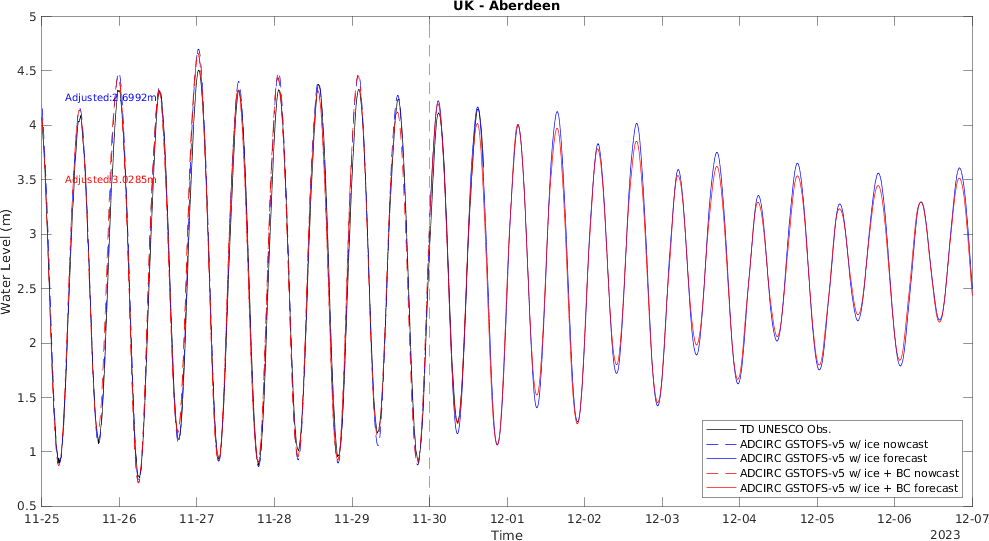 UK - Aberdeen
5
4.5
4
3.5
3
2.5
2
1.5
1
0.5
Water Level (m)
Adjusted:2.6992m
Adjusted:3.0285m
TD UNESCO Obs.
ADCIRC GSTOFS-v5 w/ ice nowcast
ADCIRC GSTOFS-v5 w/ ice forecast
ADCIRC GSTOFS-v5 w/ ice + BC nowcast
ADCIRC GSTOFS-v5 w/ ice + BC forecast
11-25 11-26 11-27 11-28 11-29 11-30 12-01 12-02 12-03 12-04 12-05 12-06 12-07
Time
2023